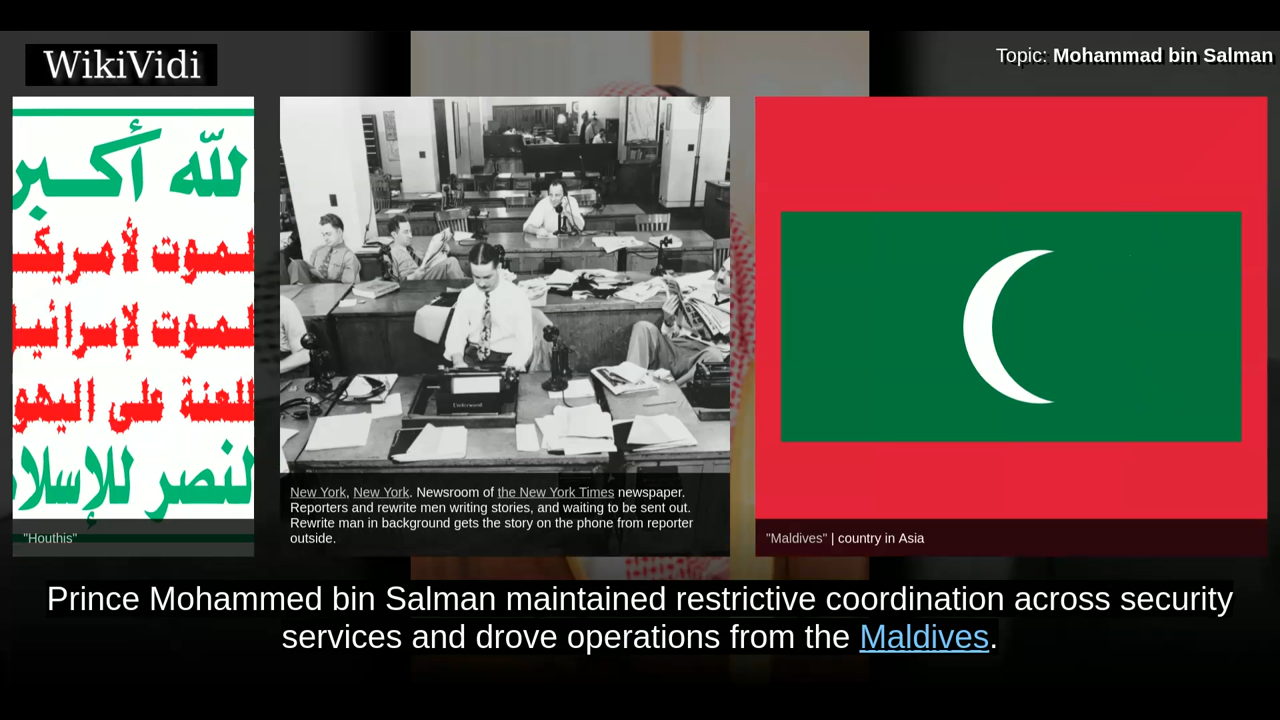 WikiVidi
Topic: Mohammad bin Salman
الله أكبر
الموت لأمريكا
الموت لإسرائيل
اللعنة على اليهود
النصر للإسلام
New York, New York. Newsroom of the New York Times newspaper.
Reporters and rewrite men writing stories, and waiting to be sent out.
Rewrite man in background gets the story on the phone from reporter
outside.
"Houthis"
"Maldives" | country in Asia
Prince Mohammed bin Salman maintained restrictive coordination across security
services and drove operations from the Maldives.